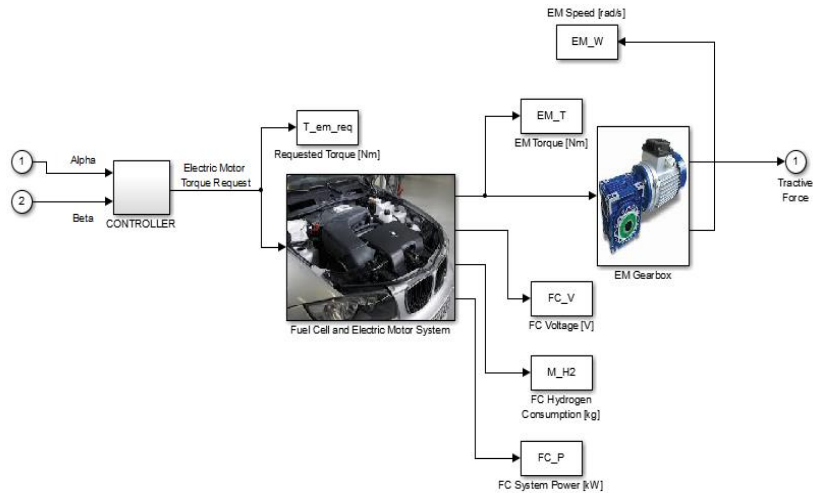 EM Speed [rad/s]
EM_W
T_em_req
Requested Torque [Nm]
EM_T
EM Torque [Nm]
1
Alpha
Electric Motor
Torque Request
2
Beta
CONTROLLER
1
Tractive
Force
EM Gearbox
Fuel Cell and Electric Motor System
FC_V
FC Voltage [V]
M_H2
FC Hydrogen
Consumption [kg]
FC_P
FC System Power [kW]